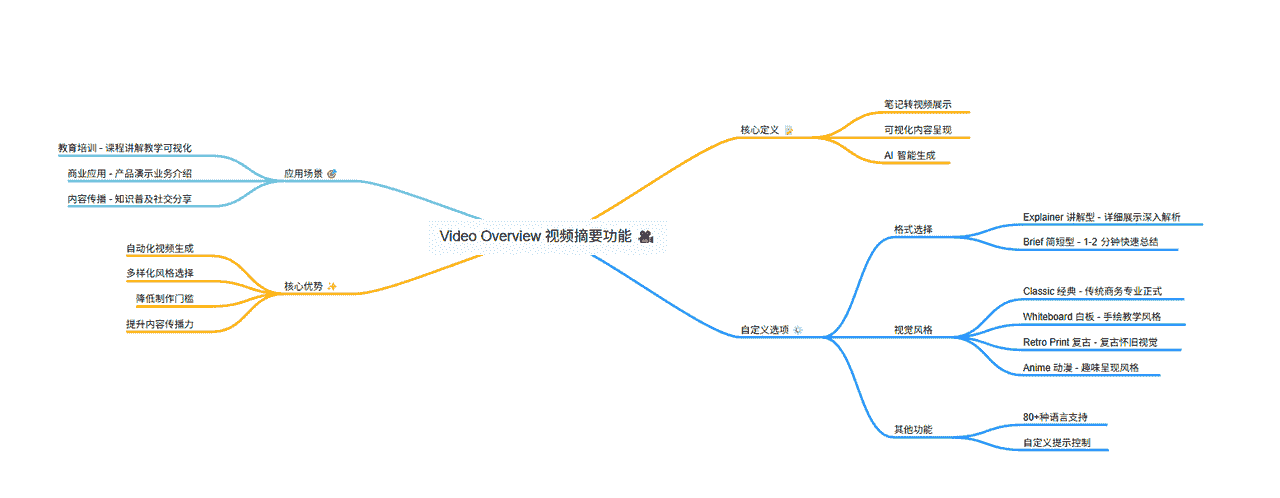 Video Overview 视频摘要功能 🎥
核心定义 📝
笔记转视频展示
可视化内容呈现
AI 智能生成
自定义选项 ⚙️
格式选择
Explainer 讲解型 - 详细展示深入解析
Brief 简短型 - 1-2 分钟快速总结
视觉风格
Classic 经典 - 传统商务专业正式
Whiteboard 白板 - 手绘教学风格
Retro Print 复古 - 复古怀旧视觉
Anime 动漫 - 趣味呈现风格
其他功能
80+种语言支持
自定义提示控制
应用场景 🎯
教育培训 - 课程讲解教学可视化
商业应用 - 产品演示业务介绍
内容传播 - 知识普及社交分享
核心优势 ✨
自动化视频生成
多样化风格选择
降低制作门槛
提升内容传播力